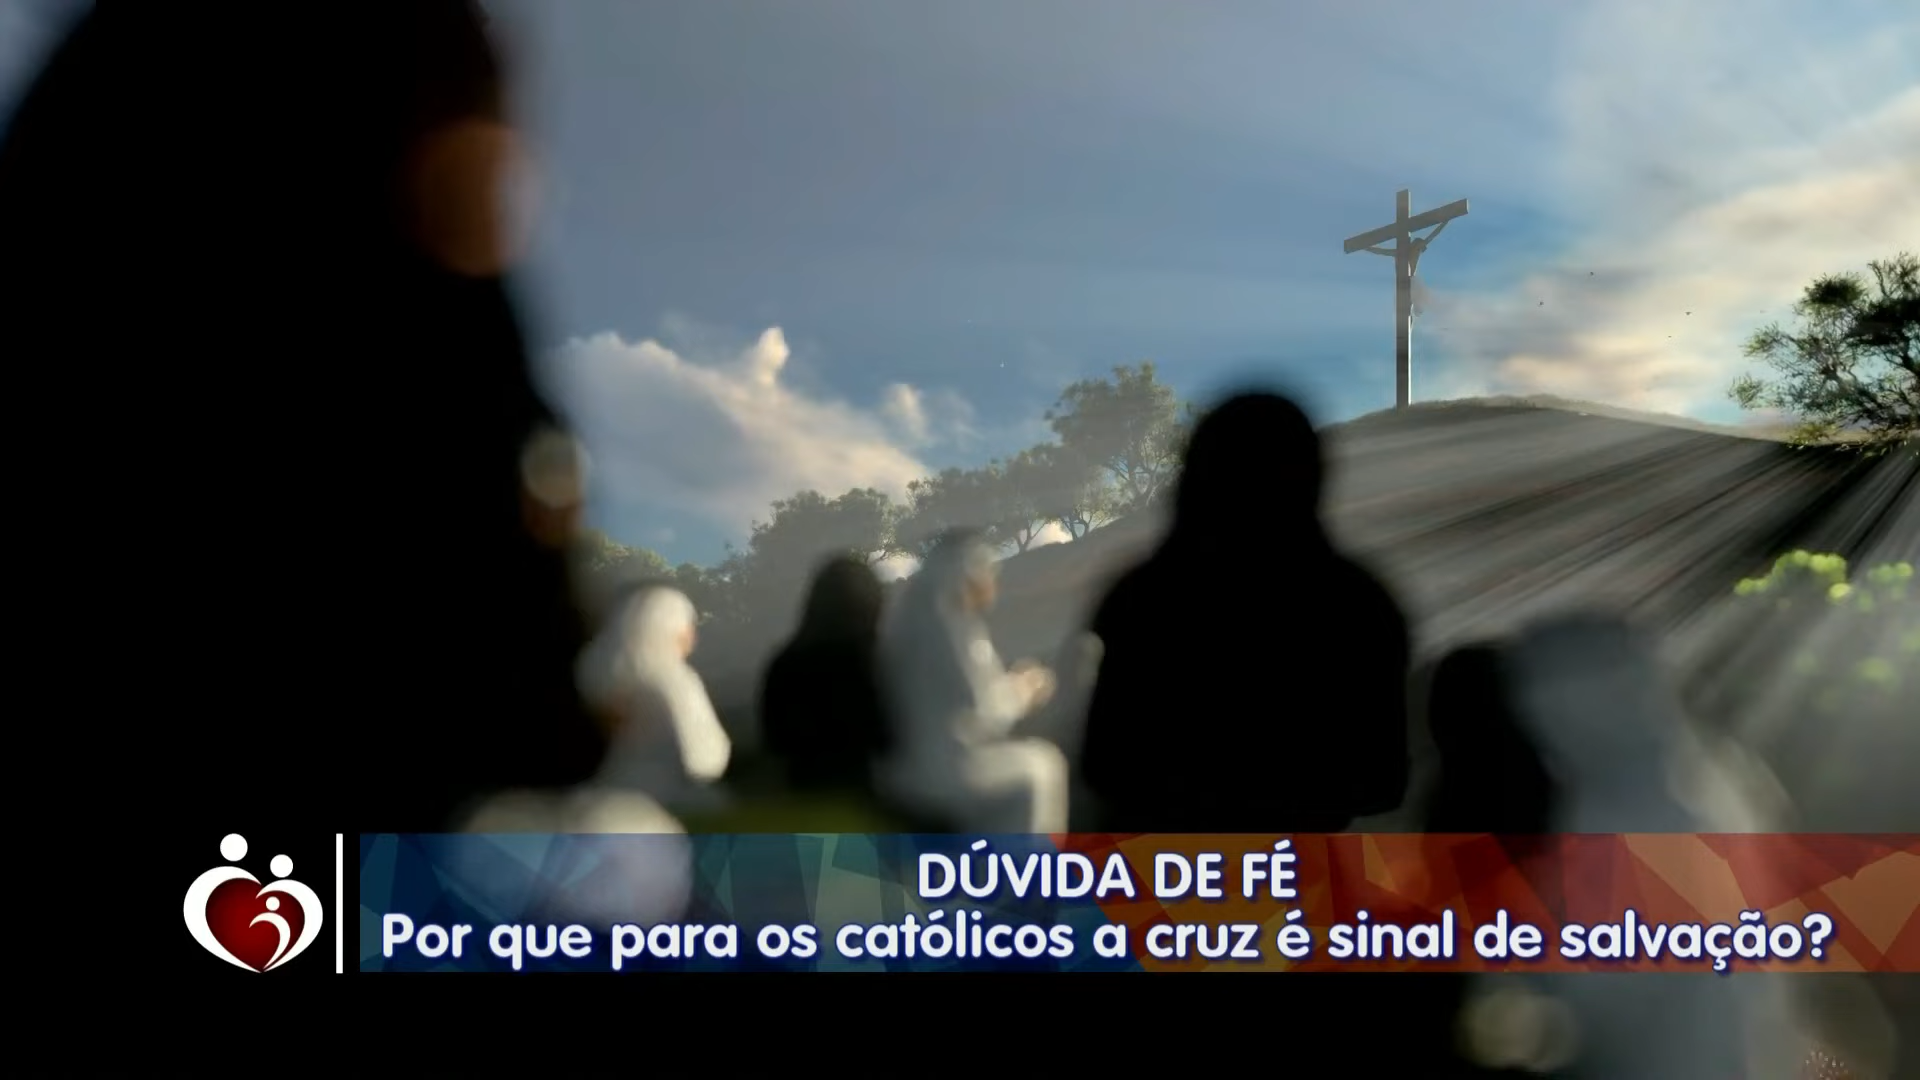 DÚVIDA DE FÉ
Por que para os católicos a cruz é sinal de salvação?